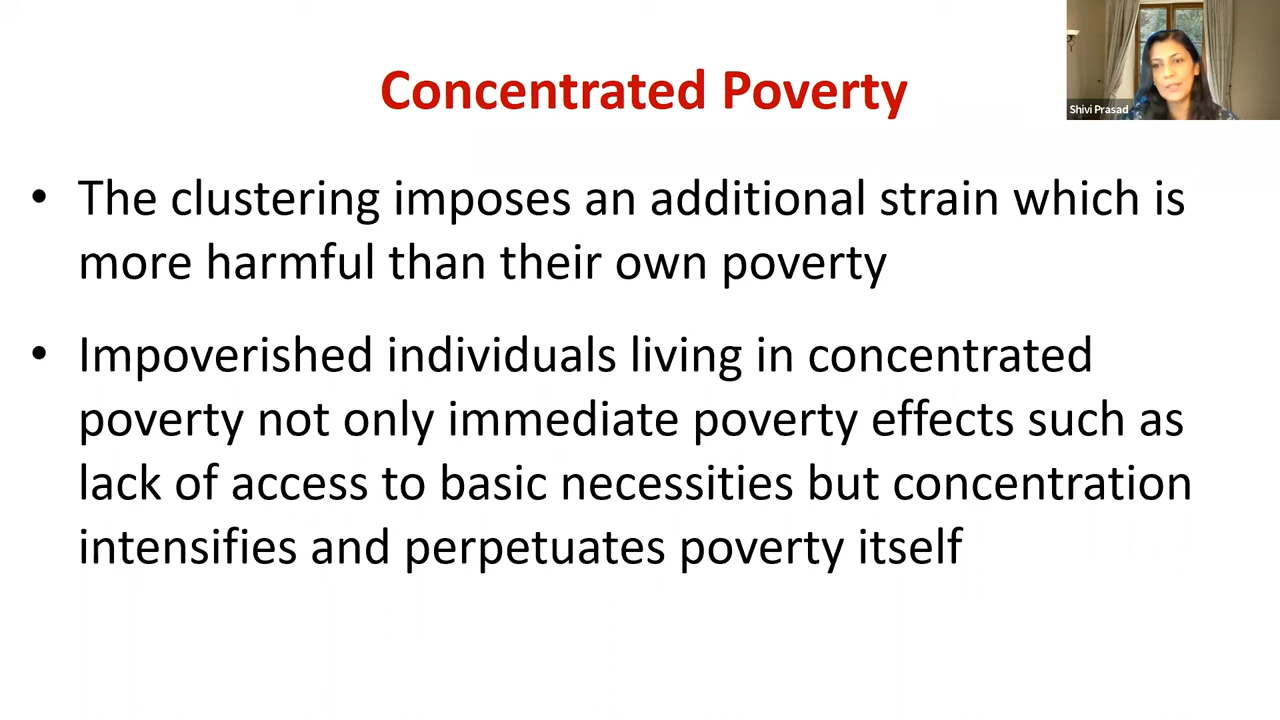 Concentrated Poverty
Shivi Prasad
• The clustering imposes an additional strain which is
more harmful than their own poverty
• Impoverished individuals living in concentrated
poverty not only immediate poverty effects such as
lack of access to basic necessities but concentration
intensifies and perpetuates poverty itself